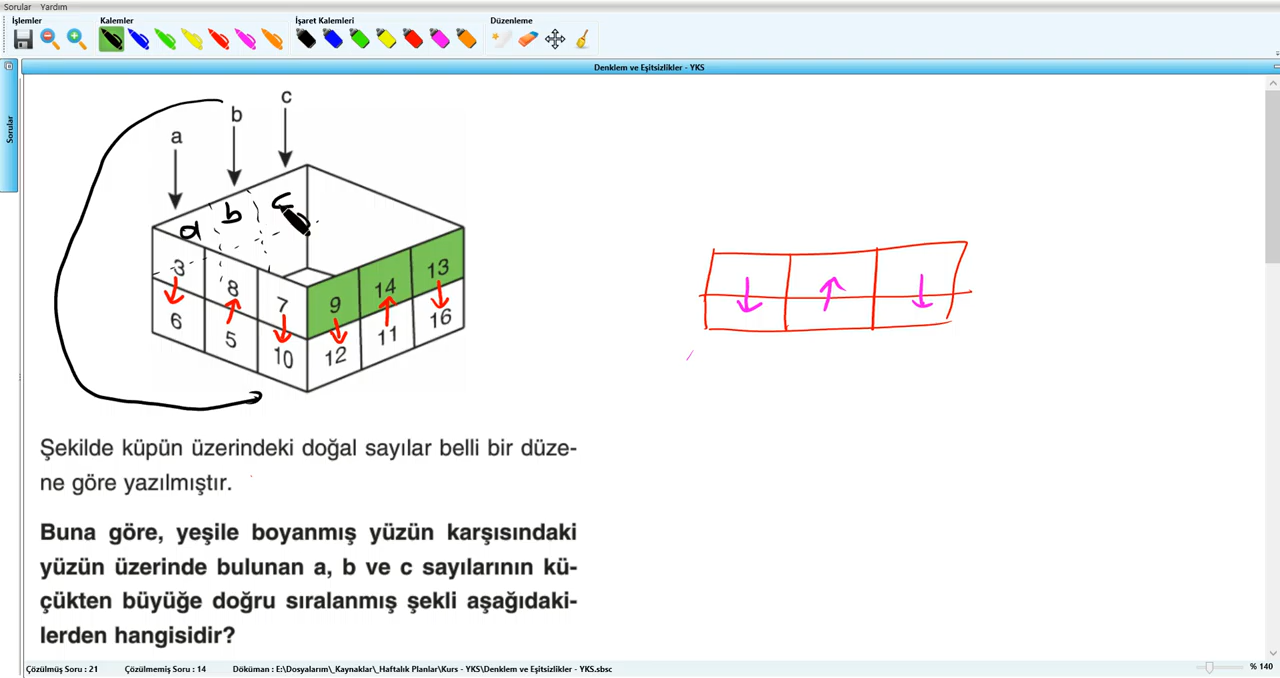 Sorular Yardım
İşlemler Kalemler İşaret Kalemleri Düzenleme
Denklem ve Eşitsizlikler - YKS
Sorular
a b c
a b c
3 8 7 9 14 13
6 5 10 12 11 16
Şekilde küpün üzerindeki doğal sayılar belli bir düze-
ne göre yazılmıştır.
Buna göre, yeşile boyanmış yüzün karşısındaki
yüzün üzerinde bulunan a, b ve c sayılarının kü-
çükten büyüğe doğru sıralanmış şekli aşağıdaki-
lerden hangisidir?
Çözülmüş Soru : 21 Çözülmemiş Soru : 14 Döküman : E:\Dosyalarım\_Kaynaklar\_Haftalık Planlar\Kurs - YKS\Denklem ve Eşitsizlikler - YKS.sbsc % 140